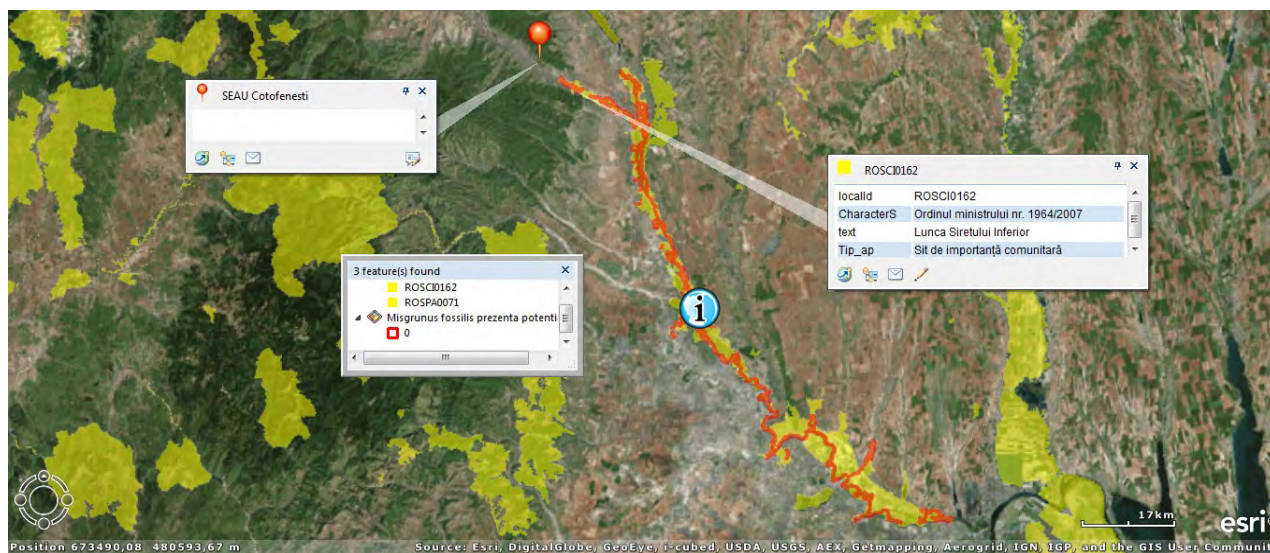 SEAU Cotofenesti
ROSCI0162
localId ROSCI0162
CharacterS Ordinul ministrului nr. 1964/2007
text Lunca Siretului Inferior
Tip_ap Sit de importanță comunitară
3 feature(s) found
ROSCI0162
ROSPA0071
Misgrunus fossilis prezenta potenti
0
i
17km
esri
Position 673490,08 480593,67 m
Source: Esri, DigitalGlobe, GeoEye, i-cubed, USDA, USGS, AEX, Getmapping, Aerogrid, IGN, IGP, and the GIS User Communit